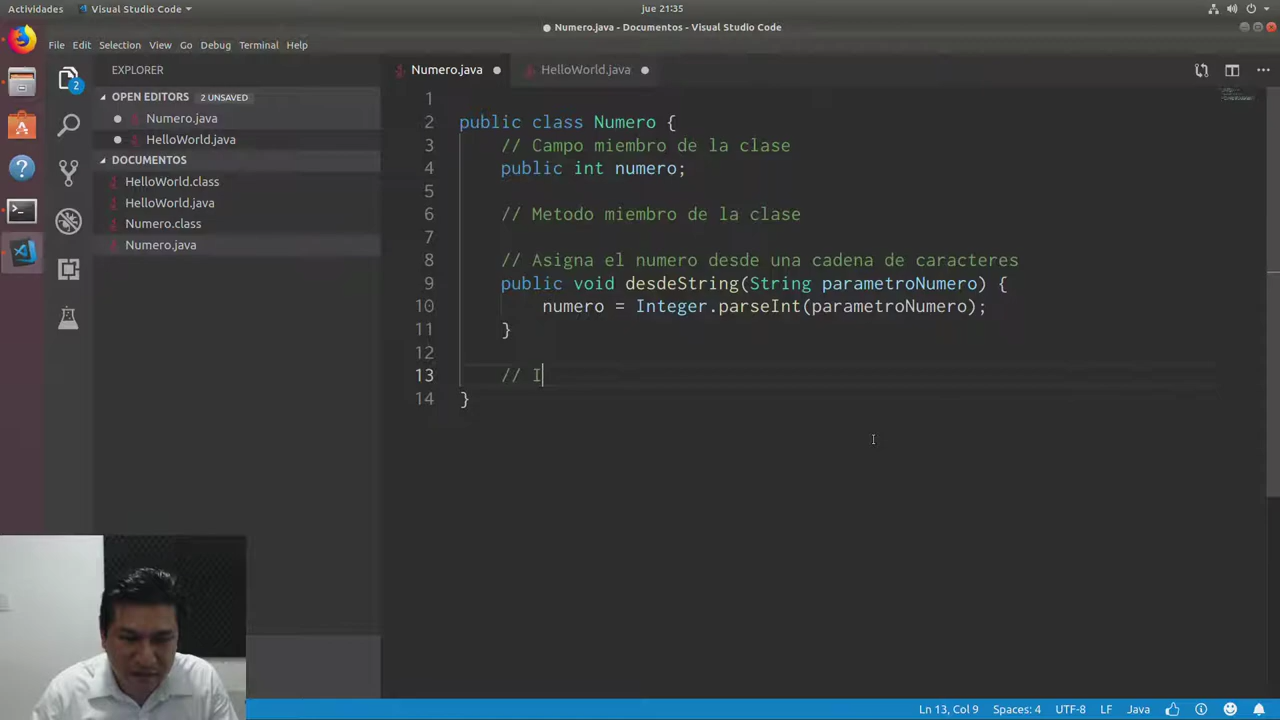 Actividades
Visual Studio Code
jue 21:35
Numero.java - Documentos - Visual Studio Code
File Edit Selection View Go Debug Terminal Help
EXPLORER
OPEN EDITORS 2 UNSAVED
Numero.java
HelloWorld.java
DOCUMENTOS
HelloWorld.class
HelloWorld.java
Numero.class
Numero.java
2
Numero.java
HelloWorld.java
1
2 public class Numero {
3 // Campo miembro de la clase
4 public int numero;
5
6 // Metodo miembro de la clase
7
8 // Asigna el numero desde una cadena de caracteres
9 public void desdeString(String parametroNumero) {
10 numero = Integer.parseInt(parametroNumero);
11 }
12
13 // I
14 }
Ln 13, Col 9 Spaces: 4 UTF-8 LF Java